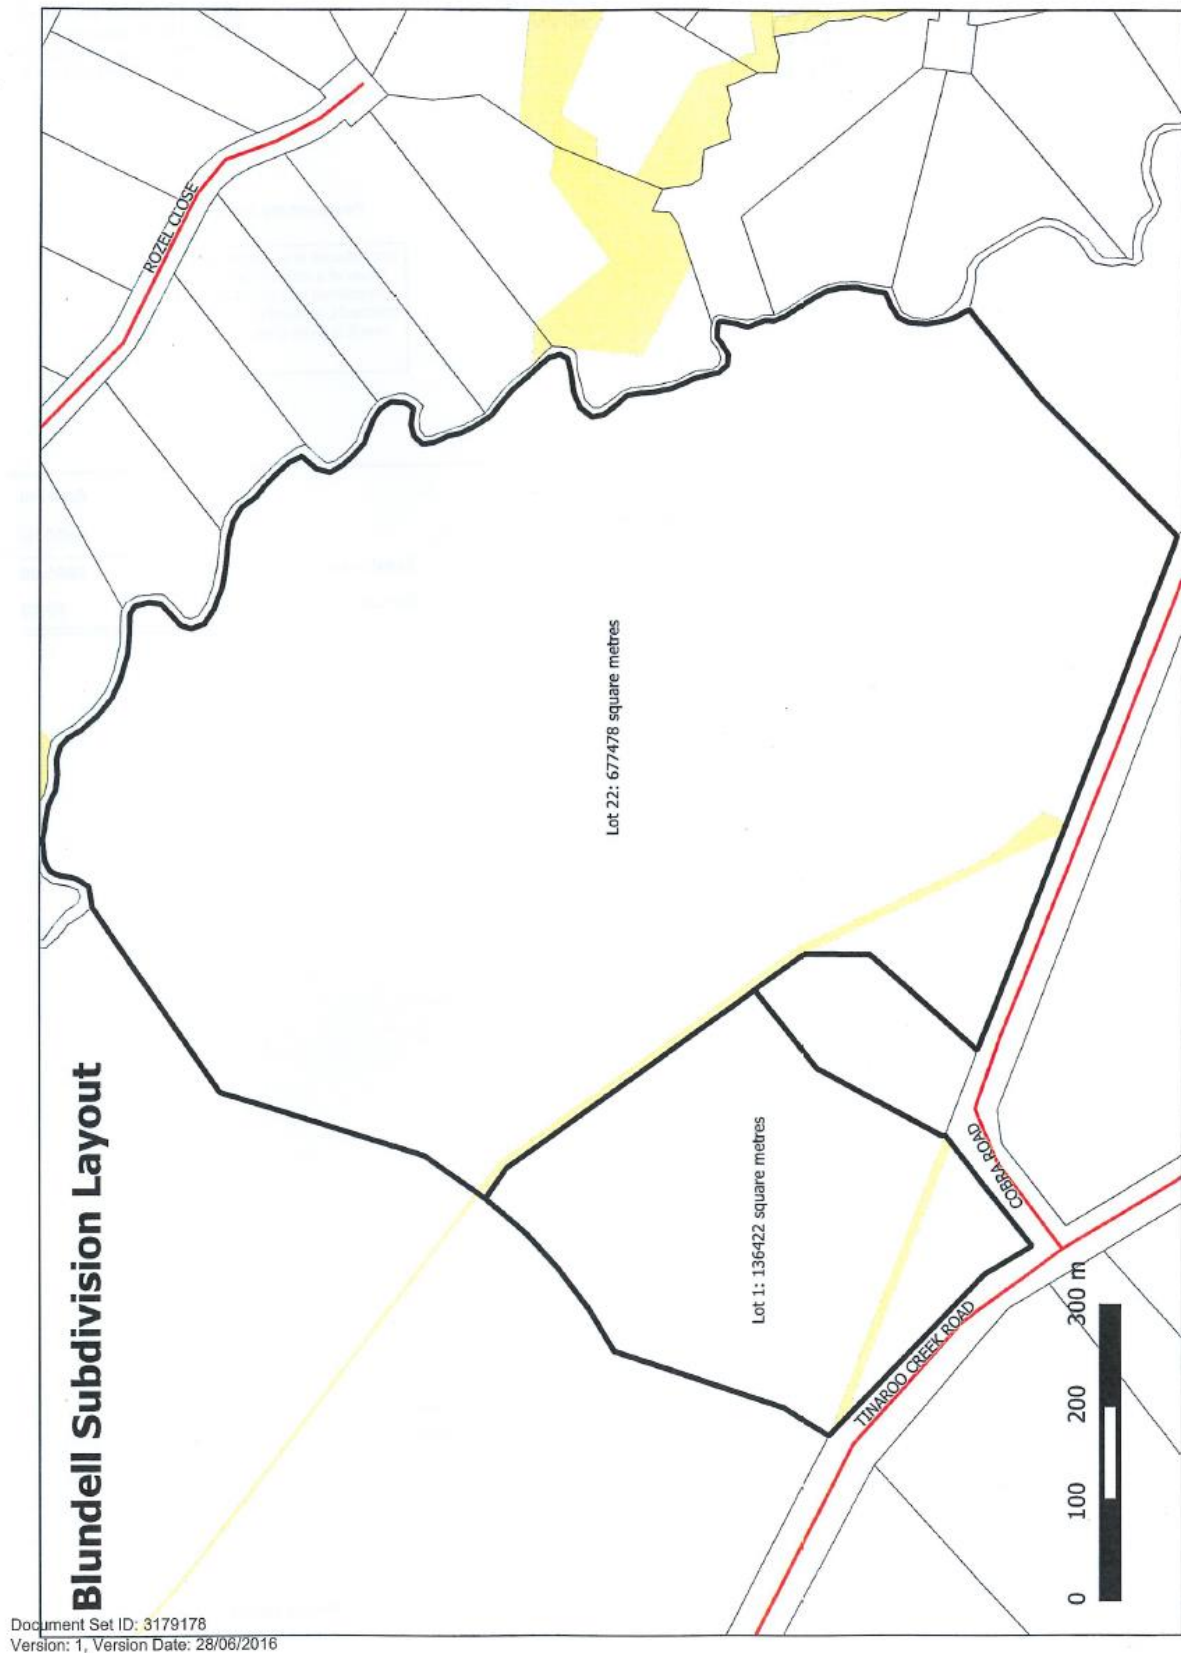 Blundell Subdivision Layout
ROZEL CLOSE
Lot 22: 677478 square metres
Lot 1: 136422 square metres
COBRA ROAD
TINAROO CREEK ROAD
0 100 200 300 m
Document Set ID: 3179178
Version: 1, Version Date: 28/06/2016